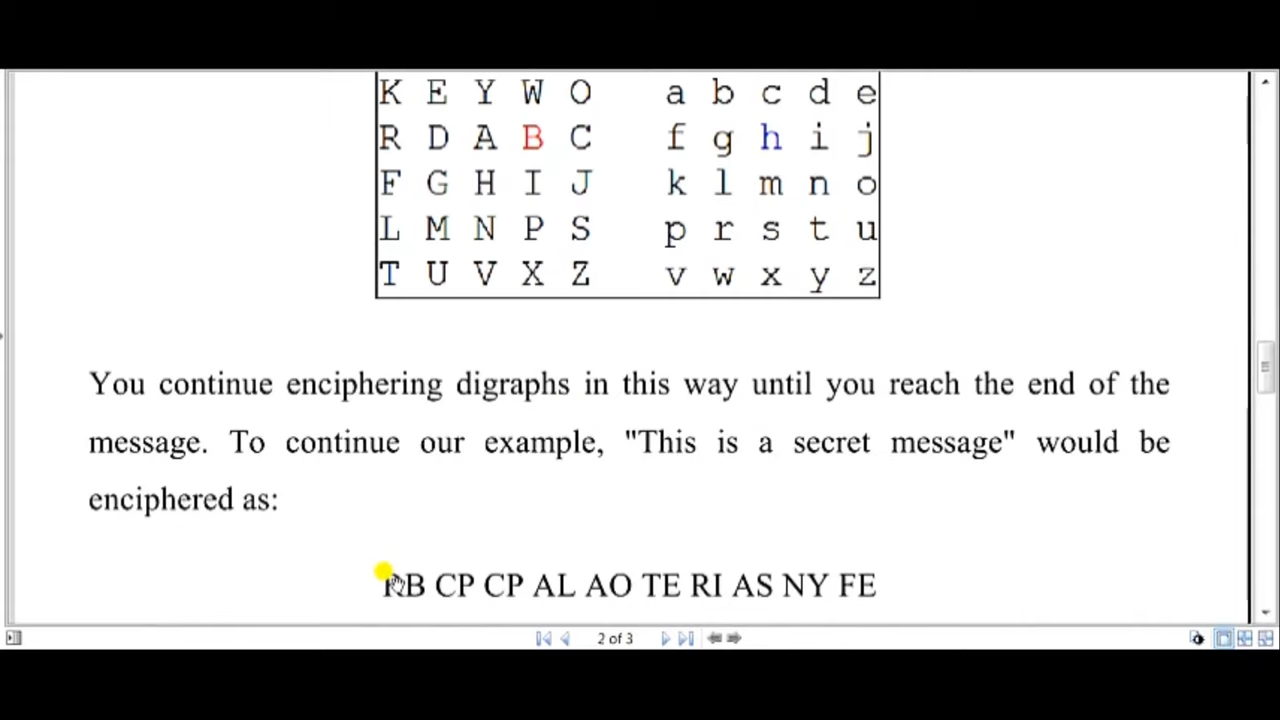 K E Y W O a b c d e
R D A B C f g h i j
F G H I J k l m n o
L M N P S p r s t u
T U V X Z v w x y z
You continue enciphering digraphs in this way until you reach the end of the
message. To continue our example, "This is a secret message" would be
enciphered as:
CP CP AL AO TE RI AS NY FE
2 of 3